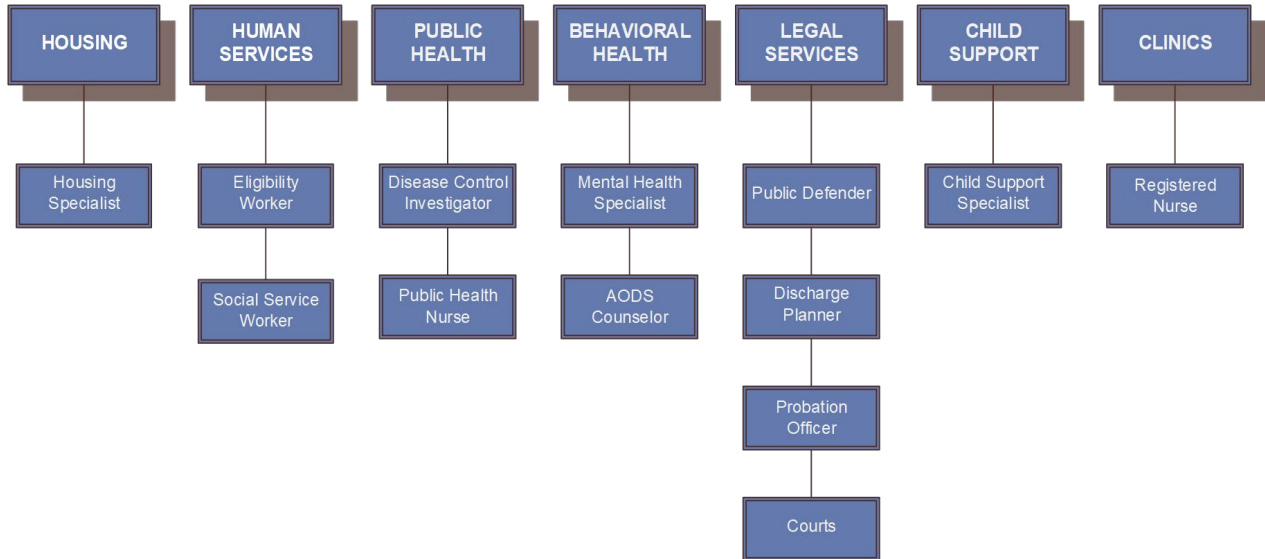 HOUSING
HUMAN
SERVICES
PUBLIC
HEALTH
BEHAVIORAL
HEALTH
LEGAL
SERVICES
CHILD
SUPPORT
CLINICS
Housing
Specialist
Eligibility
Worker
Disease Control
Investigator
Mental Health
Specialist
Public Defender
Child Support
Specialist
Registered
Nurse
Social Service
Worker
Public Health
Nurse
AODS
Counselor
Discharge
Planner
Probation
Officer
Courts